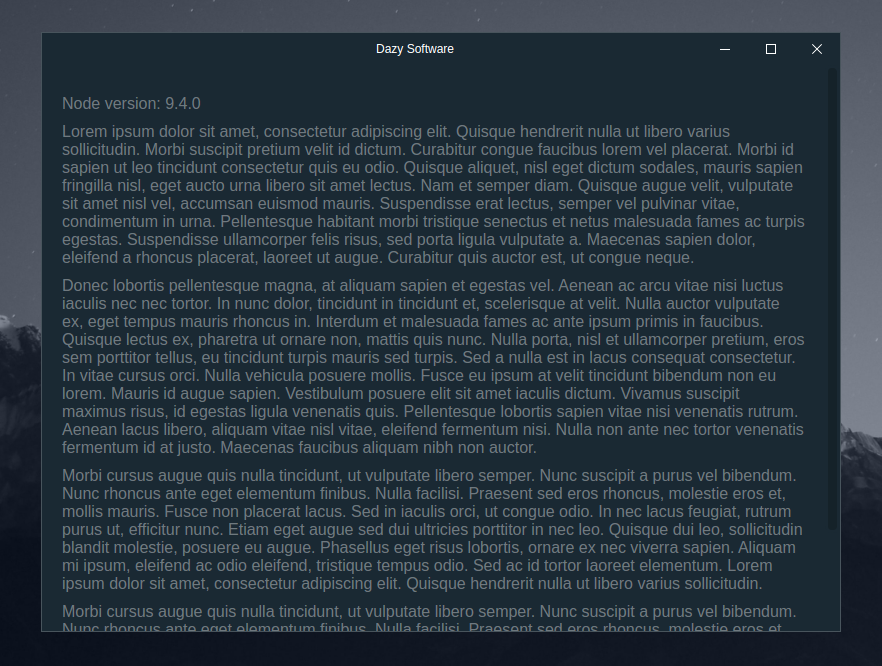 Dazy Software
Node version: 9.4.0
Lorem ipsum dolor sit amet, consectetur adipiscing elit. Quisque hendrerit nulla ut libero varius
sollicitudin. Morbi suscipit pretium velit id dictum. Curabitur congue faucibus lorem vel placerat. Morbi id
sapien ut leo tincidunt consectetur quis eu odio. Quisque aliquet, nisl eget dictum sodales, mauris sapien
fringilla nisl, eget aucto urna libero sit amet lectus. Nam et semper diam. Quisque augue velit, vulputate
sit amet nisl vel, accumsan euismod mauris. Suspendisse erat lectus, semper vel pulvinar vitae,
condimentum in urna. Pellentesque habitant morbi tristique senectus et netus malesuada fames ac turpis
egestas. Suspendisse ullamcorper felis risus, sed porta ligula vulputate a. Maecenas sapien dolor,
eleifend a rhoncus placerat, laoreet ut augue. Curabitur quis auctor est, ut congue neque.
Donec lobortis pellentesque magna, at aliquam sapien et egestas vel. Aenean ac arcu vitae nisi luctus
iaculis nec nec tortor. In nunc dolor, tincidunt in tincidunt et, scelerisque at velit. Nulla auctor vulputate
ex, eget tempus mauris rhoncus in. Interdum et malesuada fames ac ante ipsum primis in faucibus.
Quisque lectus ex, pharetra ut ornare non, mattis quis nunc. Nulla porta, nisl et ullamcorper pretium, eros
sem porttitor tellus, eu tincidunt turpis mauris sed turpis. Sed a nulla est in lacus consequat consectetur.
In vitae cursus orci. Nulla vehicula posuere mollis. Fusce eu ipsum at velit tincidunt bibendum non eu
lorem. Mauris id augue sapien. Vestibulum posuere elit sit amet iaculis dictum. Vivamus suscipit
maximus risus, id egestas ligula venenatis quis. Pellentesque lobortis sapien vitae nisi venenatis rutrum.
Aenean lacus libero, aliquam vitae nisl vitae, eleifend fermentum nisi. Nulla non ante nec tortor venenatis
fermentum id at justo. Maecenas faucibus aliquam nibh non auctor.
Morbi cursus augue quis nulla tincidunt, ut vulputate libero semper. Nunc suscipit a purus vel bibendum.
Nunc rhoncus ante eget elementum finibus. Nulla facilisi. Praesent sed eros rhoncus, molestie eros et,
mollis mauris. Fusce non placerat lacus. Sed in iaculis orci, ut congue odio. In nec lacus feugiat, rutrum
purus ut, efficitur nunc. Etiam eget augue sed dui ultricies porttitor in nec leo. Quisque dui leo, sollicitudin
blandit molestie, posuere eu augue. Phasellus eget risus lobortis, ornare ex nec viverra sapien. Aliquam
mi ipsum, eleifend ac odio eleifend, tristique tempus odio. Sed ac id tortor laoreet elementum. Lorem
ipsum dolor sit amet, consectetur adipiscing elit. Quisque hendrerit nulla ut libero varius sollicitudin.
Morbi cursus augue quis nulla tincidunt, ut vulputate libero semper. Nunc suscipit a purus vel bibendum.
Nunc rhoncus ante eget elementum finibus. Nulla facilisi. Praesent sed eros rhoncus, molestie eros et,